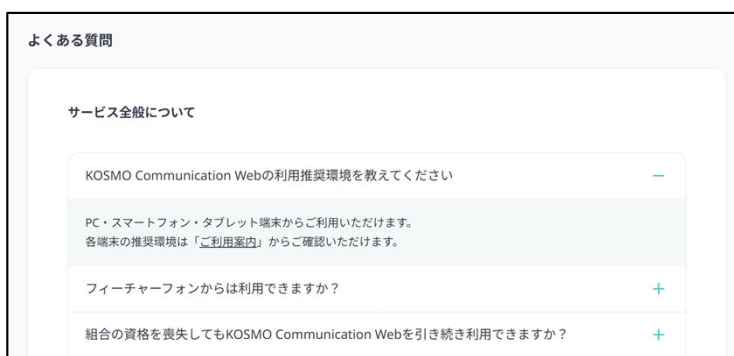 よくある質問
サービス全般について
KOSMO Communication Webの利用推奨環境を教えてください
PC・スマートフォン・タブレット端末からご利用いただけます。
各端末の推奨環境は「ご利用案内」からご確認いただけます。
フィーチャーフォンからは利用できますか？
組合の資格を喪失してもKOSMO Communication Webを引き続き利用できますか？